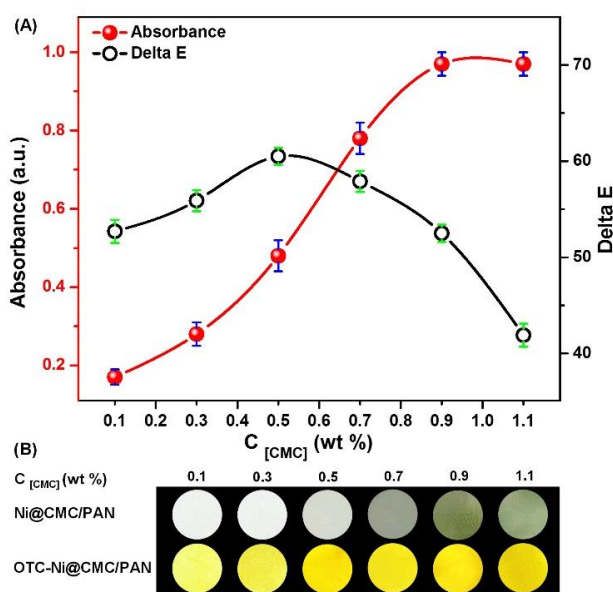 (A)
Absorbance
Delta E
1.0
0.8
0.6
0.4
0.2
Absorbance (a.u.)
70
60
50
40
Delta E
0.1 0.2 0.3 0.4 0.5 0.6 0.7 0.8 0.9 1.0 1.1
C [CMC] (wt %)
(B)
C [CMC] (wt %) 0.1 0.3 0.5 0.7 0.9 1.1
Ni@CMC/PAN
OTC-Ni@CMC/PAN